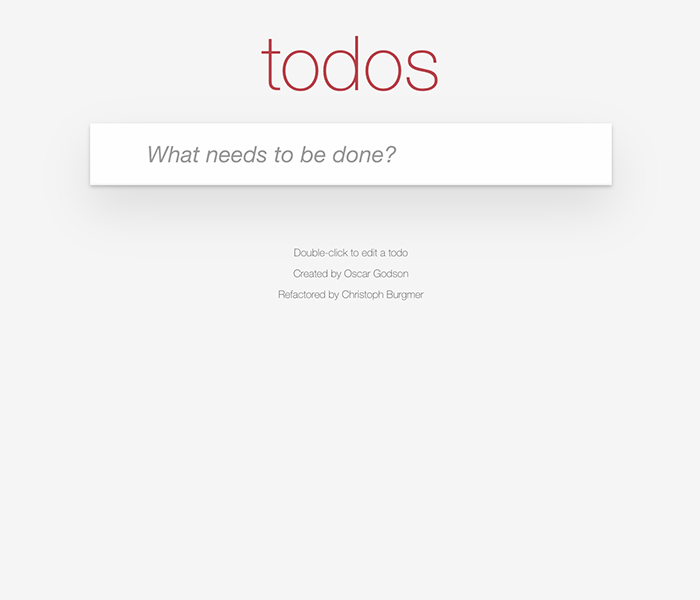 todos
What needs to be done?
Double-click to edit a todo
Created by Oscar Godson
Refactored by Christoph Burgmer